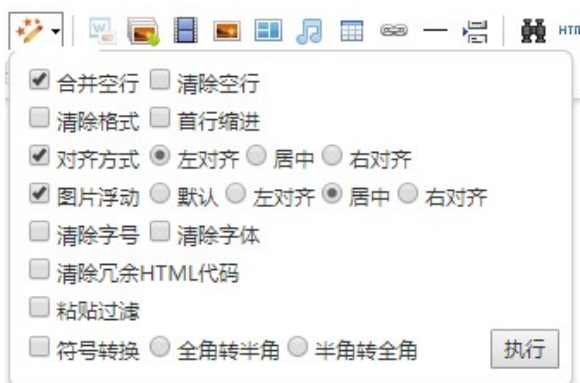 HTM
合并空行 清除空行
清除格式 首行缩进
对齐方式 左对齐 居中 右对齐
图片浮动 默认 左对齐 居中 右对齐
清除字号 清除字体
清除冗余HTML代码
粘贴过滤
符号转换 全角转半角 半角转全角 执行